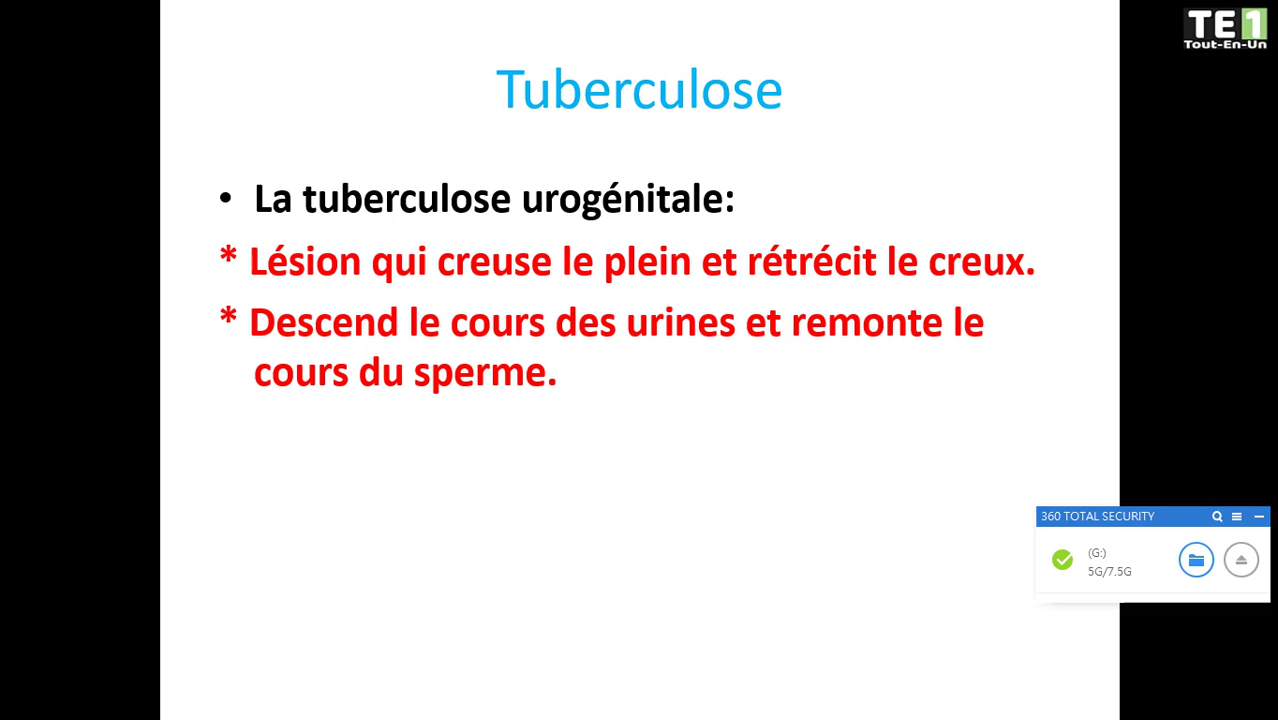 TE1
Tout-En-Un
Tuberculose
• La tuberculose urogénitale:
* Lésion qui creuse le plein et rétrécit le creux.
* Descend le cours des urines et remonte le
cours du sperme.
360 TOTAL SECURITY
(G:)
5G/7.5G